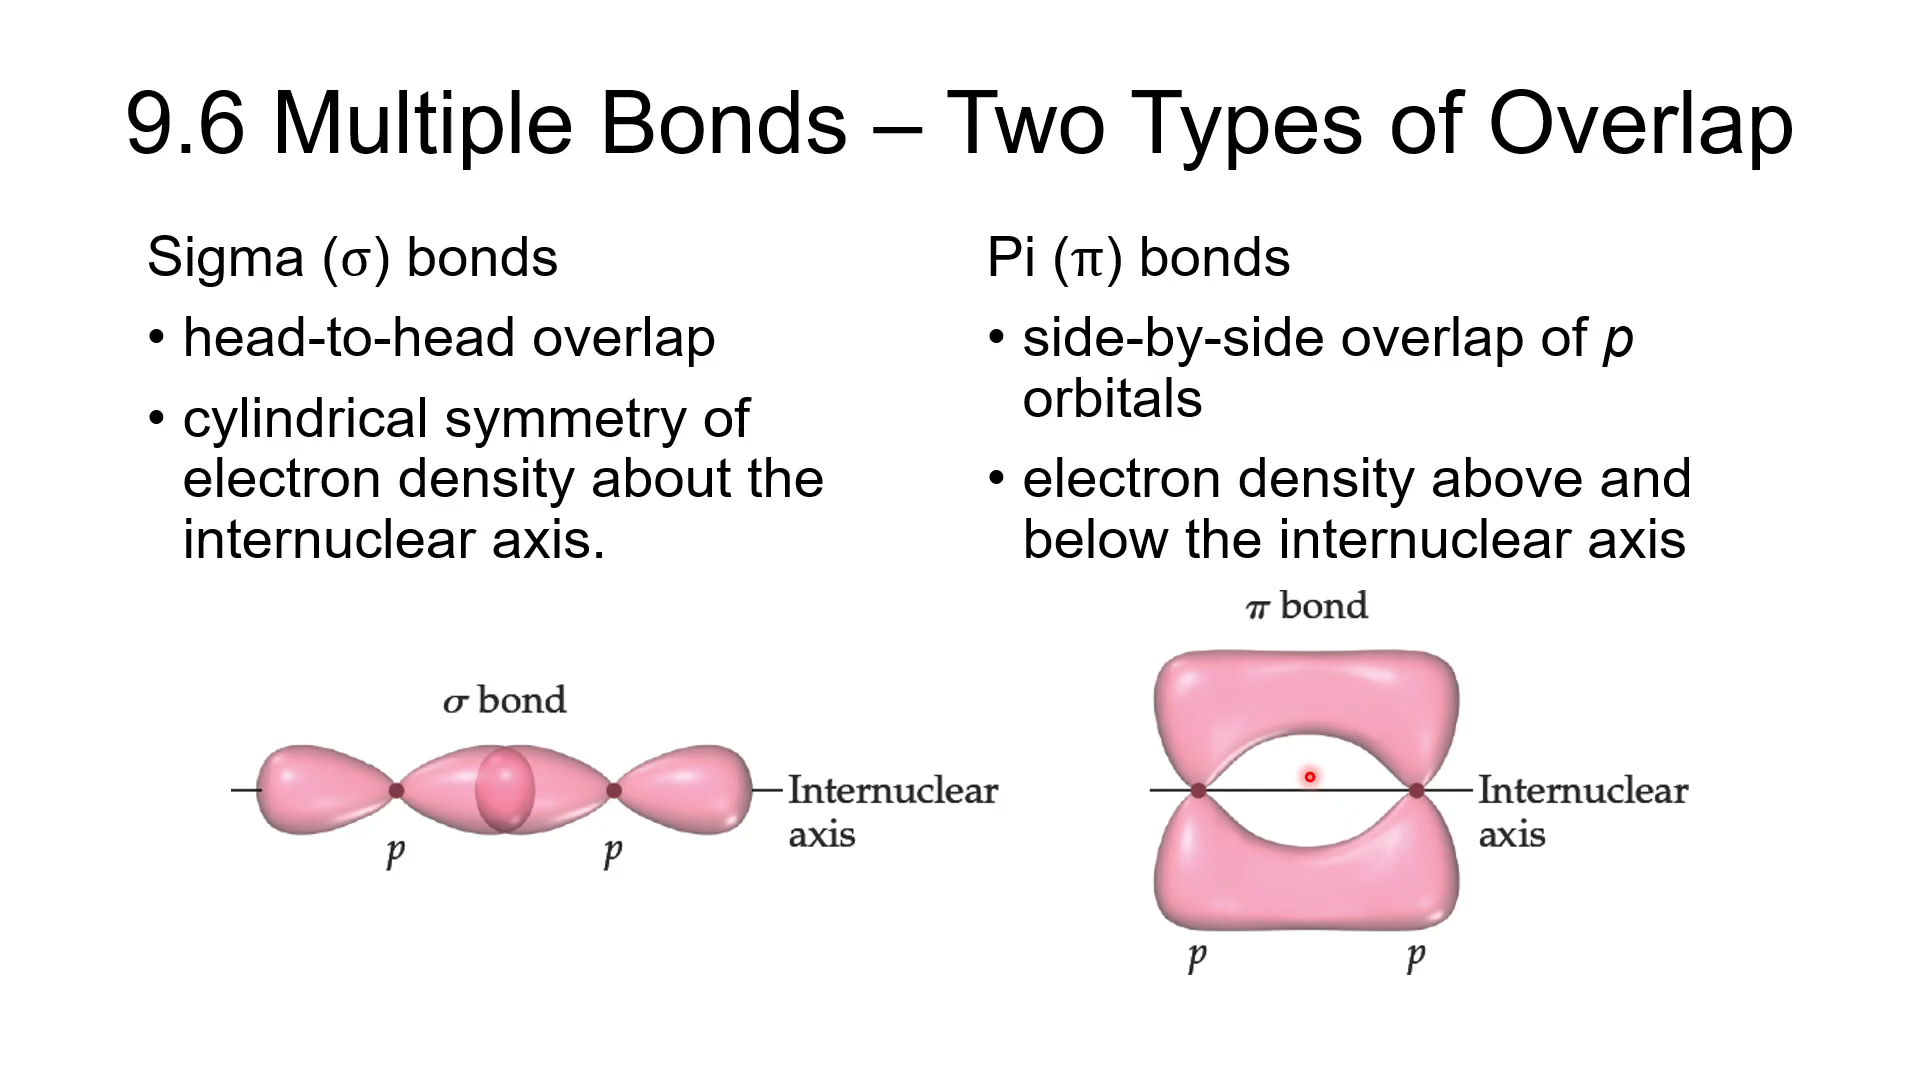 9.6 Multiple Bonds – Two Types of Overlap
Sigma (σ) bonds
• head-to-head overlap
• cylindrical symmetry of
electron density about the
internuclear axis.
σ bond
p
p
Internuclear
axis
Pi (π) bonds
• side-by-side overlap of p
orbitals
• electron density above and
below the internuclear axis
π bond
Internuclear
axis
p
p